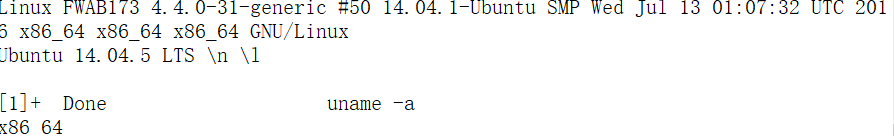 Linux FWAB173 4.4.0-31-generic #50 14.04.1-Ubuntu SMP Wed Jul 13 01:07:32 UTC 201
6 x86_64 x86_64 x86_64 GNU/Linux
Ubuntu 14.04.5 LTS \n \l
[1]+  Done                    uname -a
x86_64